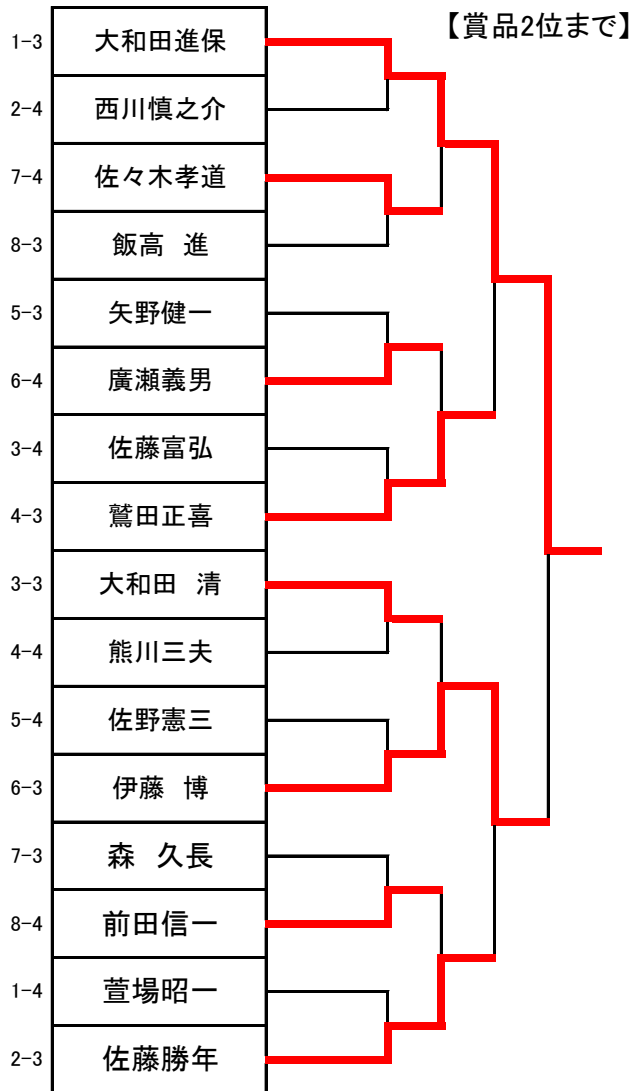 【賞品2位まで】
1-3 大和田進保
2-4 西川慎之介
7-4 佐々木孝道
8-3 飯高　進
5-3 矢野健一
6-4 廣瀬義男
3-4 佐藤富弘
4-3 鷲田正喜
3-3 大和田　清
4-4 熊川三夫
5-4 佐野憲三
6-3 伊藤　博
7-3 森　久長
8-4 前田信一
1-4 萱場昭一
2-3 佐藤勝年